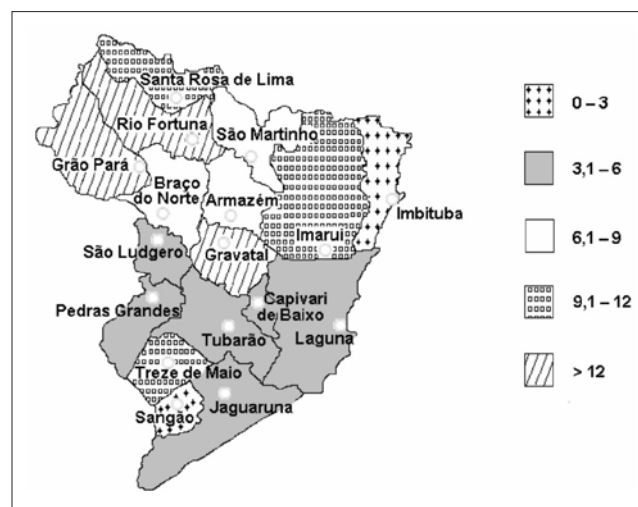 Santa Rosa de Lima
Rio Fortuna
São Martinho
Grão Pará
Braço
do Norte
Armazém
Imbituba
Imarui
São Ludgero
Gravatal
Pedras Grandes
Capivari
de Baixo
Tubarão
Laguna
Treze de Maio
Jaguaruna
Sangão
0 – 3
3,1 – 6
6,1 – 9
9,1 – 12
> 12